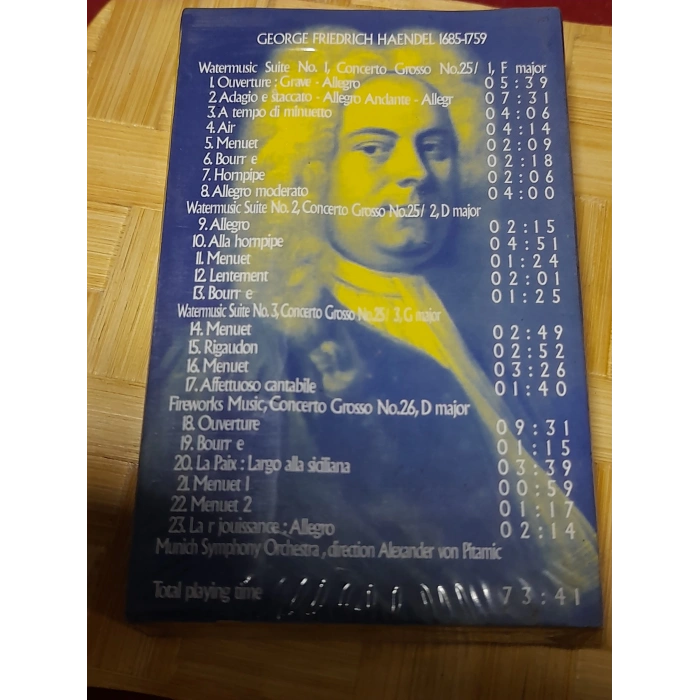 GEORGE FRIEDRICH HAENDEL 1685-1759
Watermusic Suite No. 1, Concerto Grosso No.25/ 1, F major
1. Ouverture : Grave - Allegro 05:39
2. Adagio e staccato - Allegro Andante - Allegr 07:31
3. A tempo di minuetto 04:06
4. Air 04:14
5. Menuet 02:09
6. Bourr e 02:18
7. Hornpipe 02:06
8. Allegro moderato 04:00
Watermusic Suite No. 2, Concerto Grosso No.25/ 2, D major
9. Allegro 02:15
10. Alla hornpipe 04:51
11. Menuet 01:24
12. Lentement 02:01
13. Bourr e 01:25
Watermusic Suite No. 3, Concerto Grosso No.25/ 3, G major
14. Menuet 02:49
15. Rigaudon 02:52
16. Menuet 03:26
17. Affettuoso cantabile 01:40
Fireworks Music, Concerto Grosso No.26, D major
18. Ouverture 09:31
19. Bourr e 01:15
20. La Paix : Largo alla siciliana 03:39
21. Menuet 1 00:59
22. Menuet 2 01:17
23. La r jouissance : Allegro 02:14
Munich Symphony Orchestra , direction Alexander von Pitamic
Total playing time 73:41